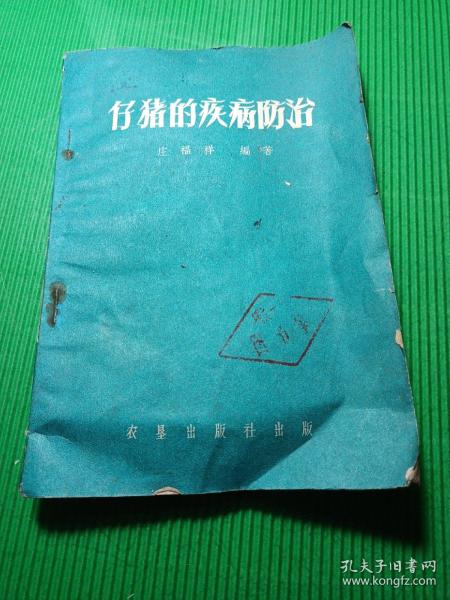 仔猪的疾病防治
庄福祥 编著
农垦出版社出版
孔夫子旧书网
www.kongfz.com